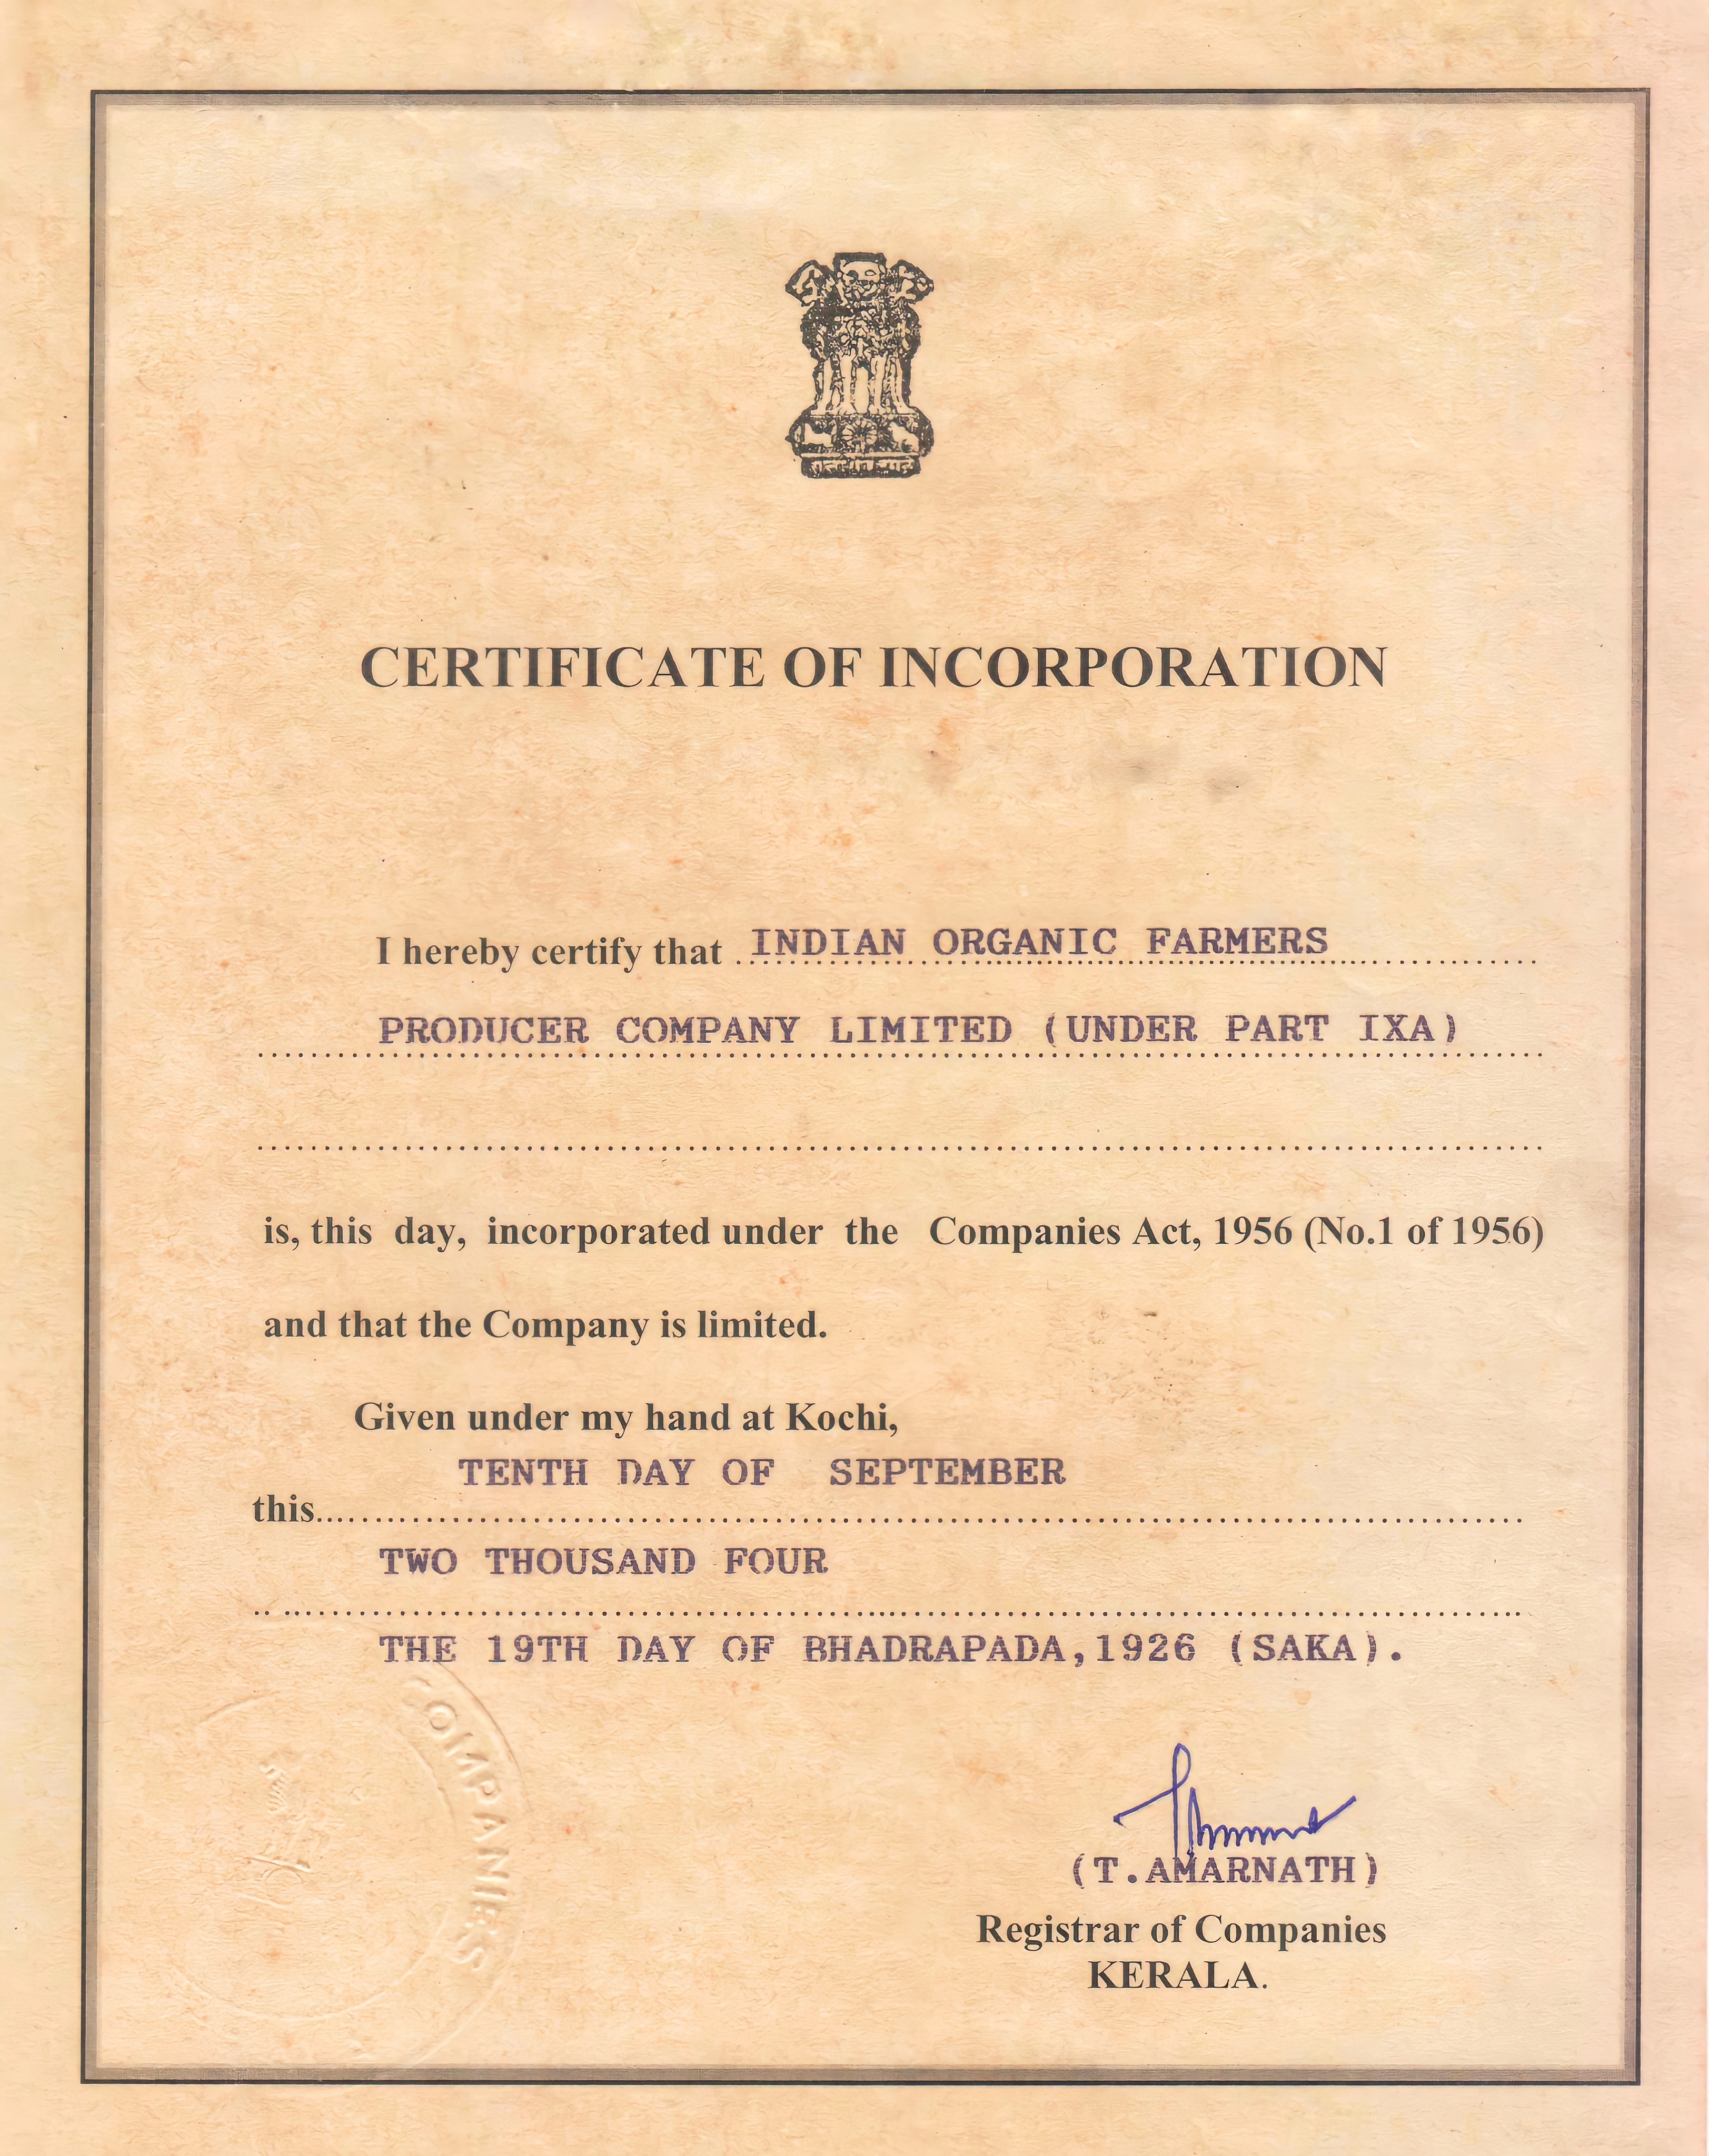 CERTIFICATE OF INCORPORATION
I hereby certify that INDIAN ORGANIC FARMERS
PRODUCER COMPANY LIMITED (UNDER PART IXA)
is, this day, incorporated under the Companies Act, 1956 (No.1 of 1956)
and that the Company is limited.
Given under my hand at Kochi,
TENTH DAY OF SEPTEMBER
this
TWO THOUSAND FOUR
THE 19TH DAY OF BHADRAPADA,1926 (SAKA).
COMPANIES
(T.AMARNATH)
Registrar of Companies
KERALA.